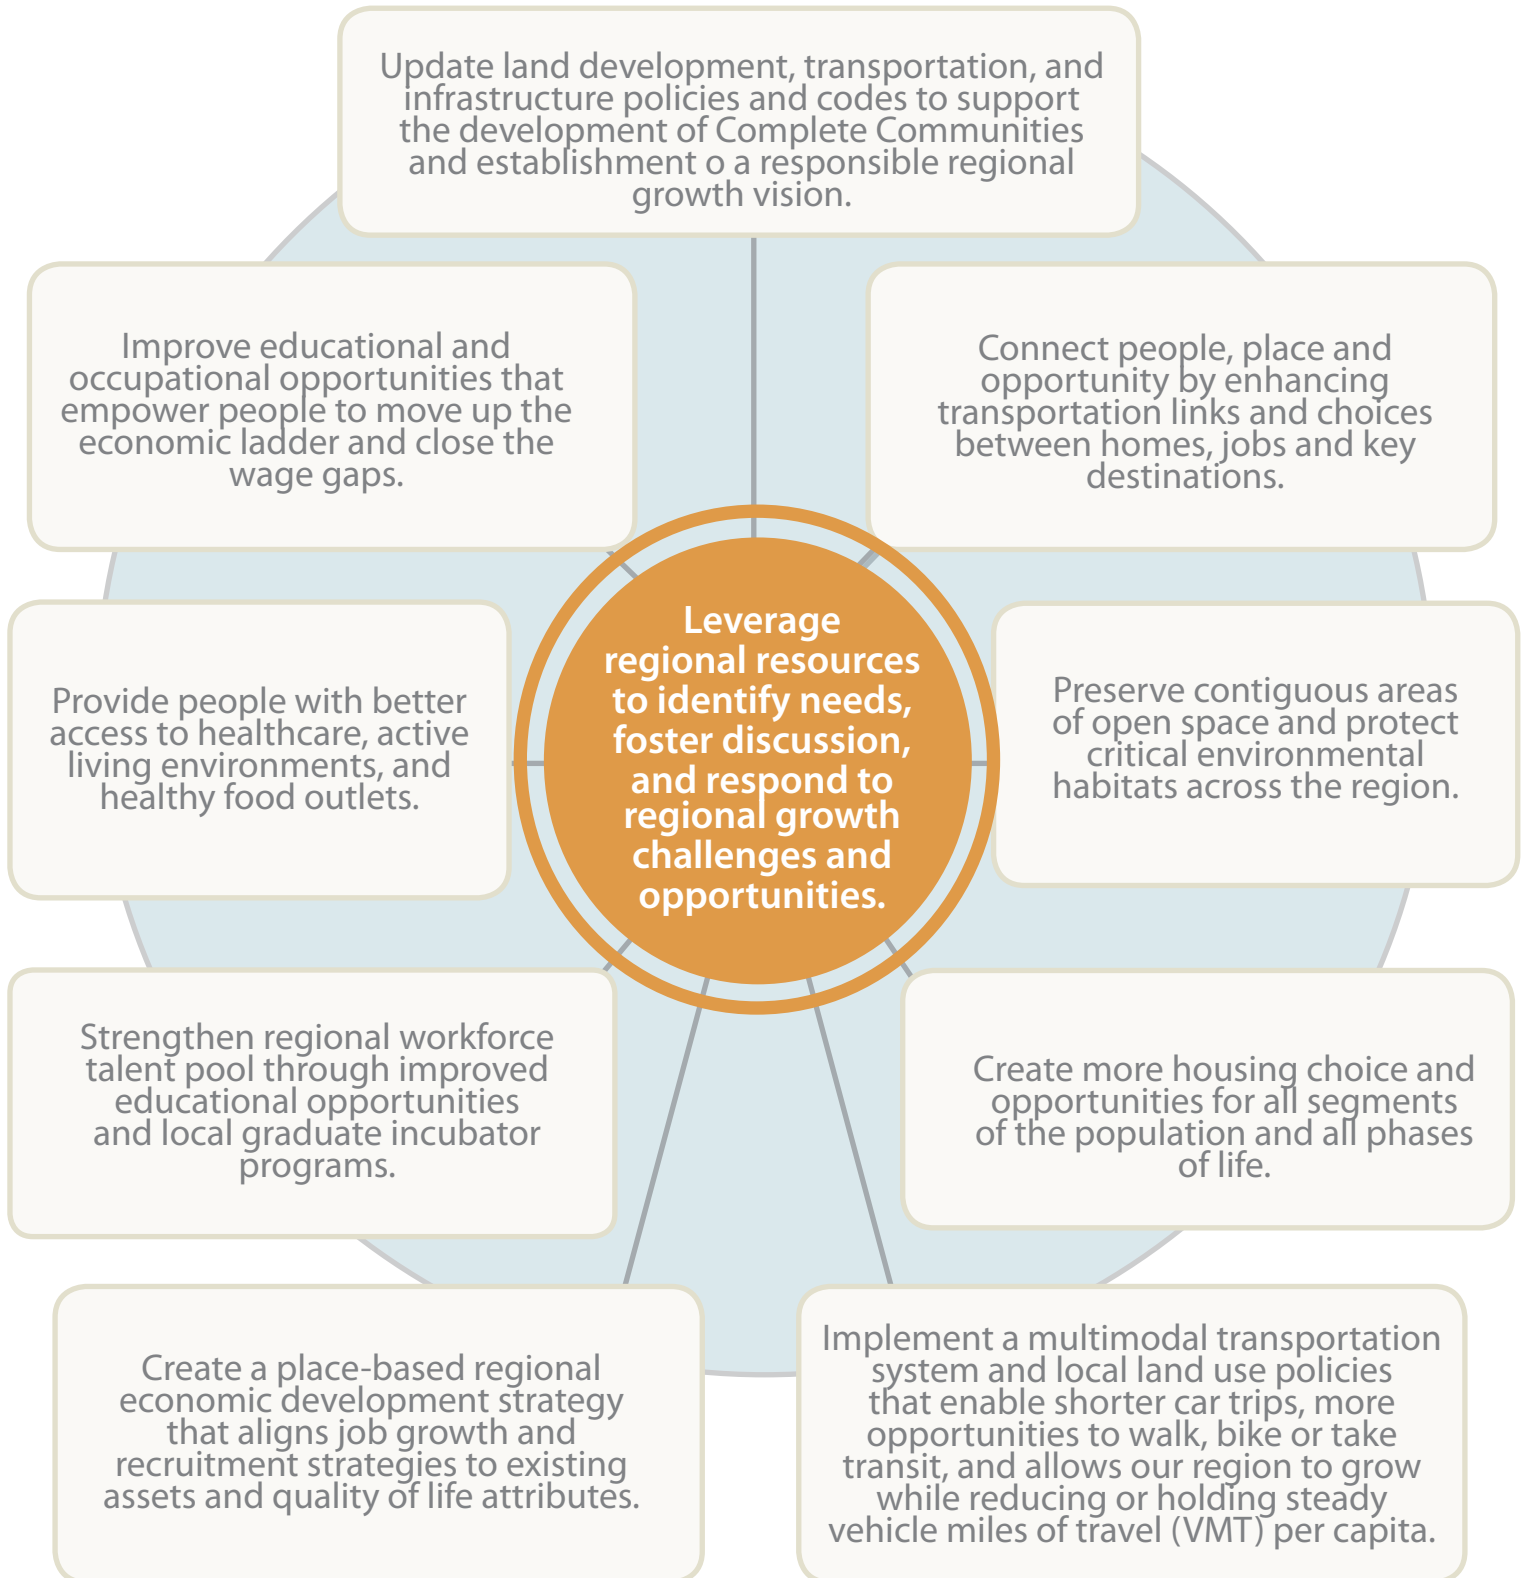 Update land development, transportation, and
infrastructure policies and codes to support
the development of Complete Communities
and establishment o a responsible regional
growth vision.
Improve educational and
occupational opportunities that
empower people to move up the
economic ladder and close the
wage gaps.
Connect people, place and
opportunity by enhancing
transportation links and choices
between homes, jobs and key
destinations.
Provide people with better
access to healthcare, active
living environments, and
healthy food outlets.
Leverage
regional resources
to identify needs,
foster discussion,
and respond to
regional growth
challenges and
opportunities.
Preserve contiguous areas
of open space and protect
critical environmental
habitats across the region.
Strengthen regional workforce
talent pool through improved
educational opportunities
and local graduate incubator
programs.
Create more housing choice and
opportunities for all segments
of the population and all phases
of life.
Create a place-based regional
economic development strategy
that aligns job growth and
recruitment strategies to existing
assets and quality of life attributes.
Implement a multimodal transportation
system and local land use policies
that enable shorter car trips, more
opportunities to walk, bike or take
transit, and allows our region to grow
while reducing or holding steady
vehicle miles of travel (VMT) per capita.